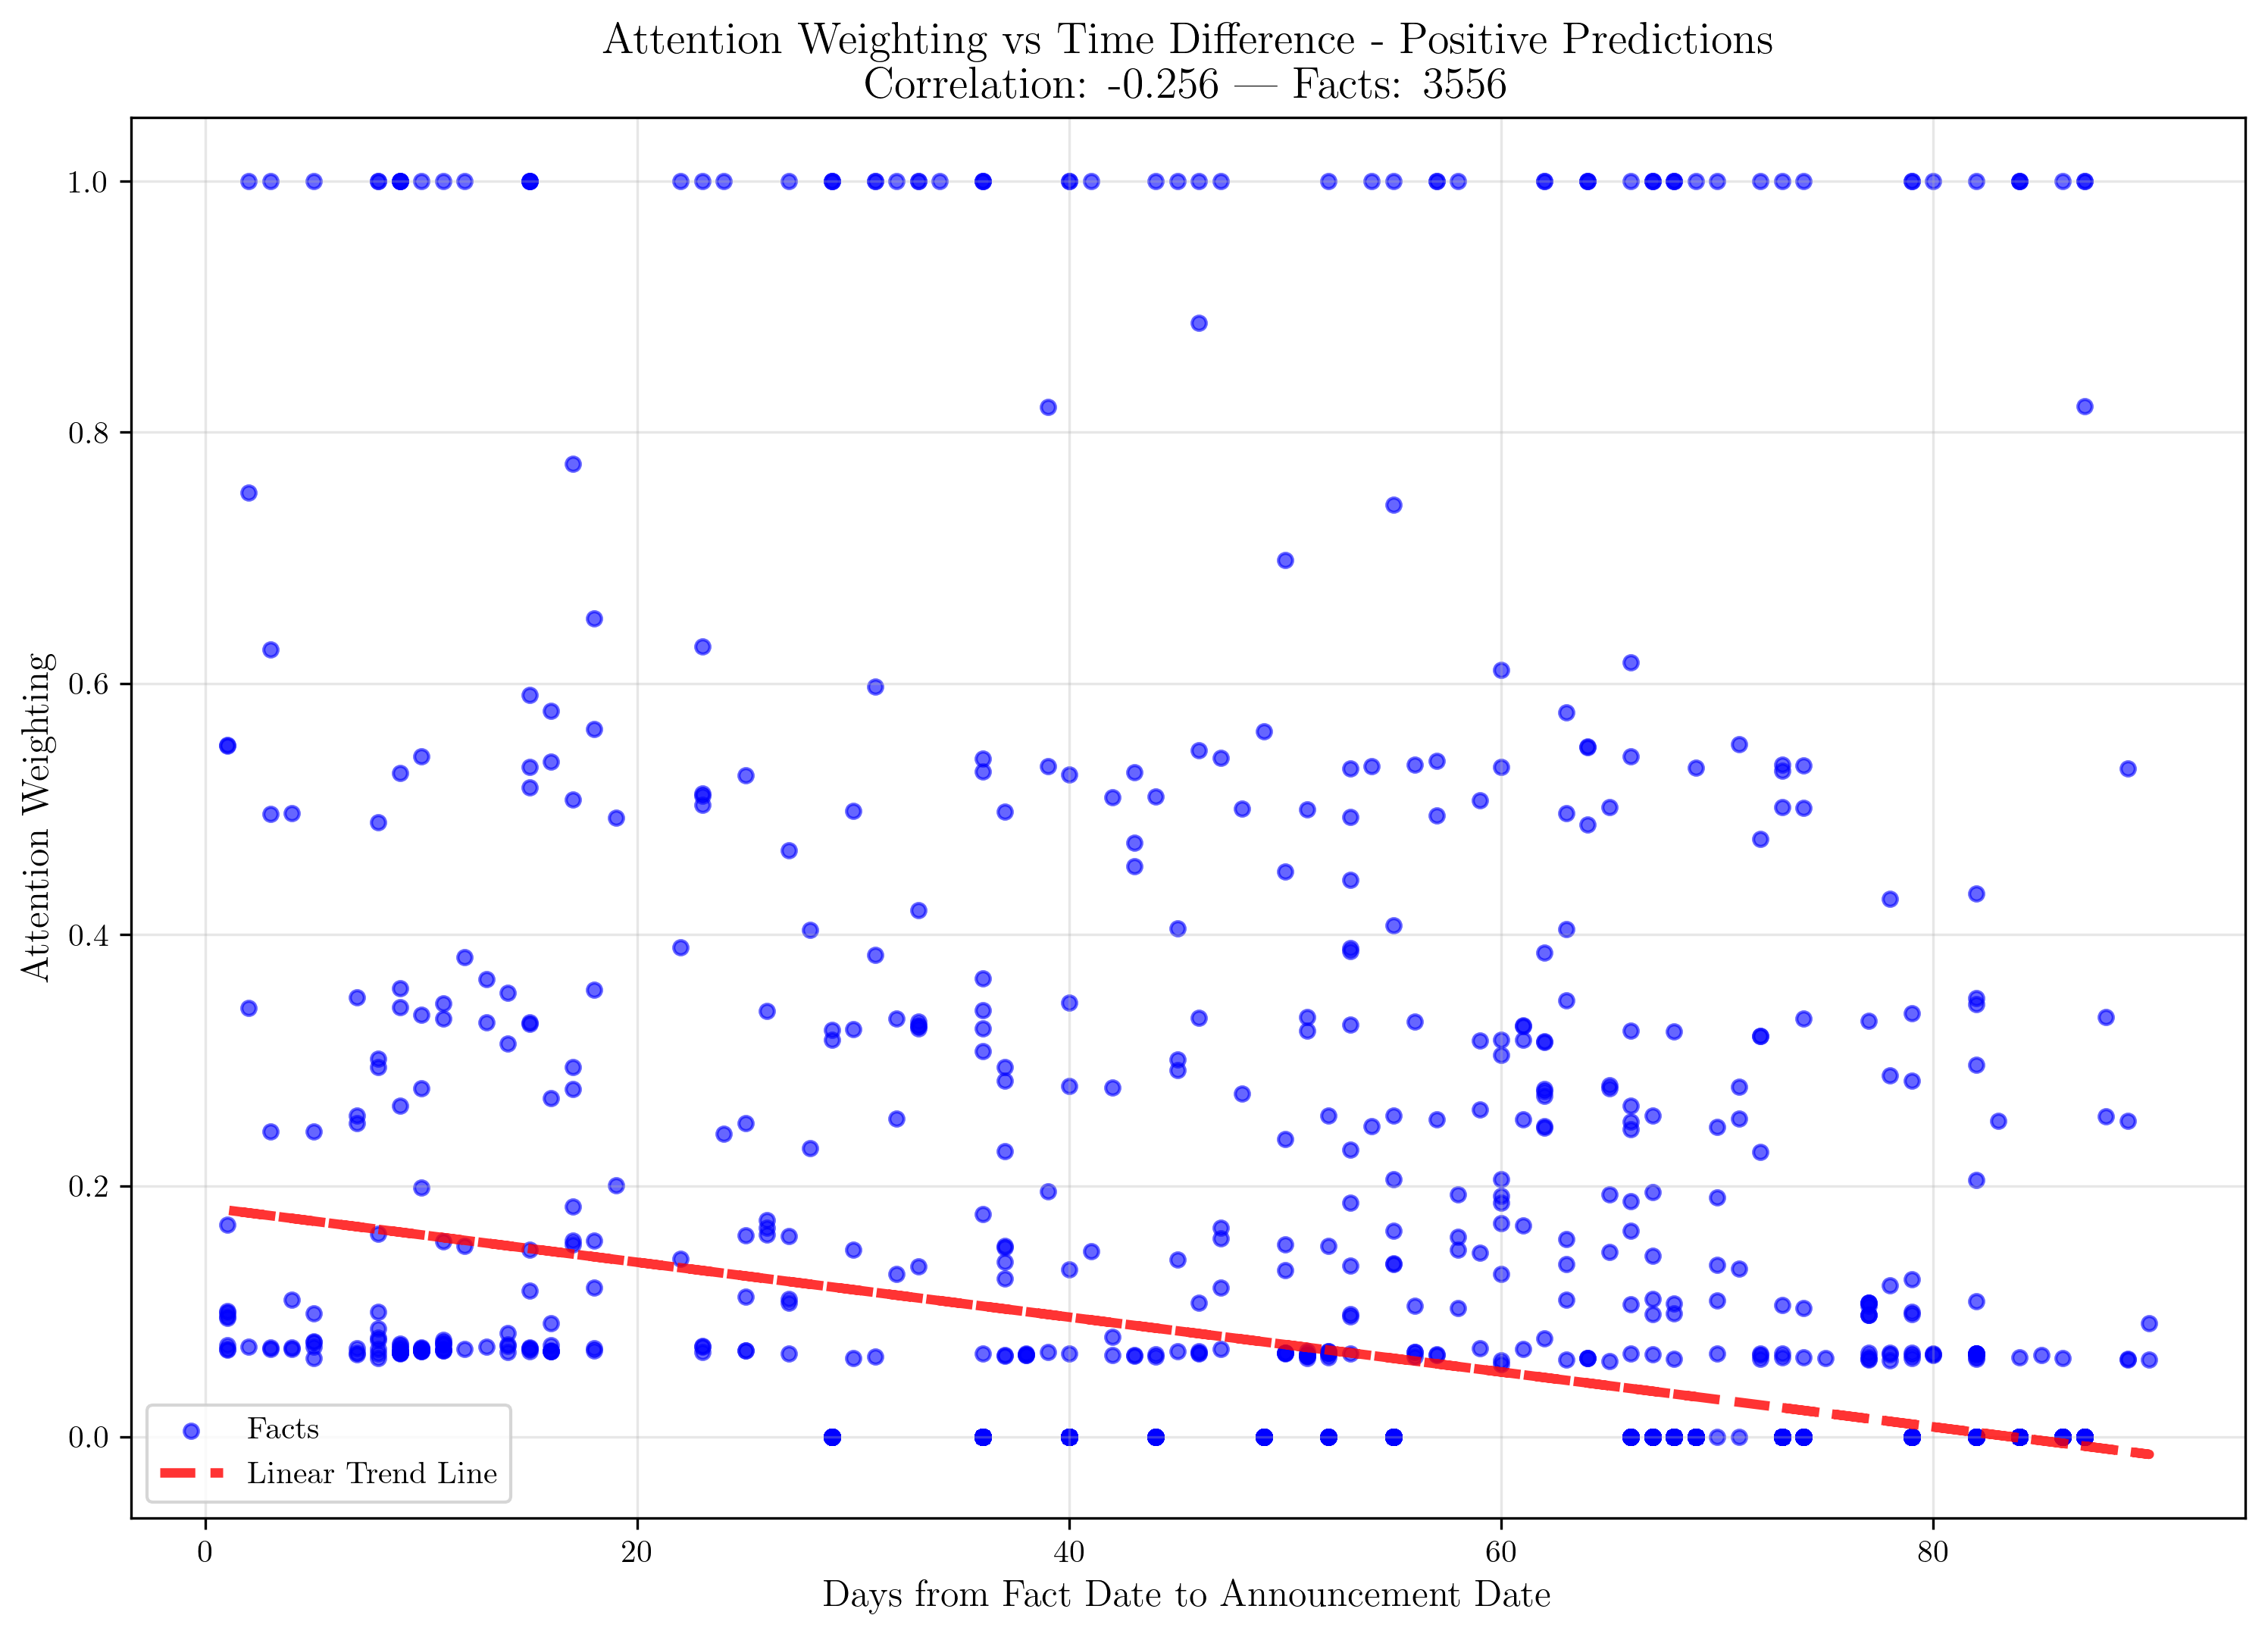 Attention Weighting vs Time Difference - Positive Predictions
Correlation: -0.256 — Facts: 3556
1.0
0.8
0.6
0.4
0.2
0.0
Attention Weighting
Facts
Linear Trend Line
0
20
40
60
80
Days from Fact Date to Announcement Date